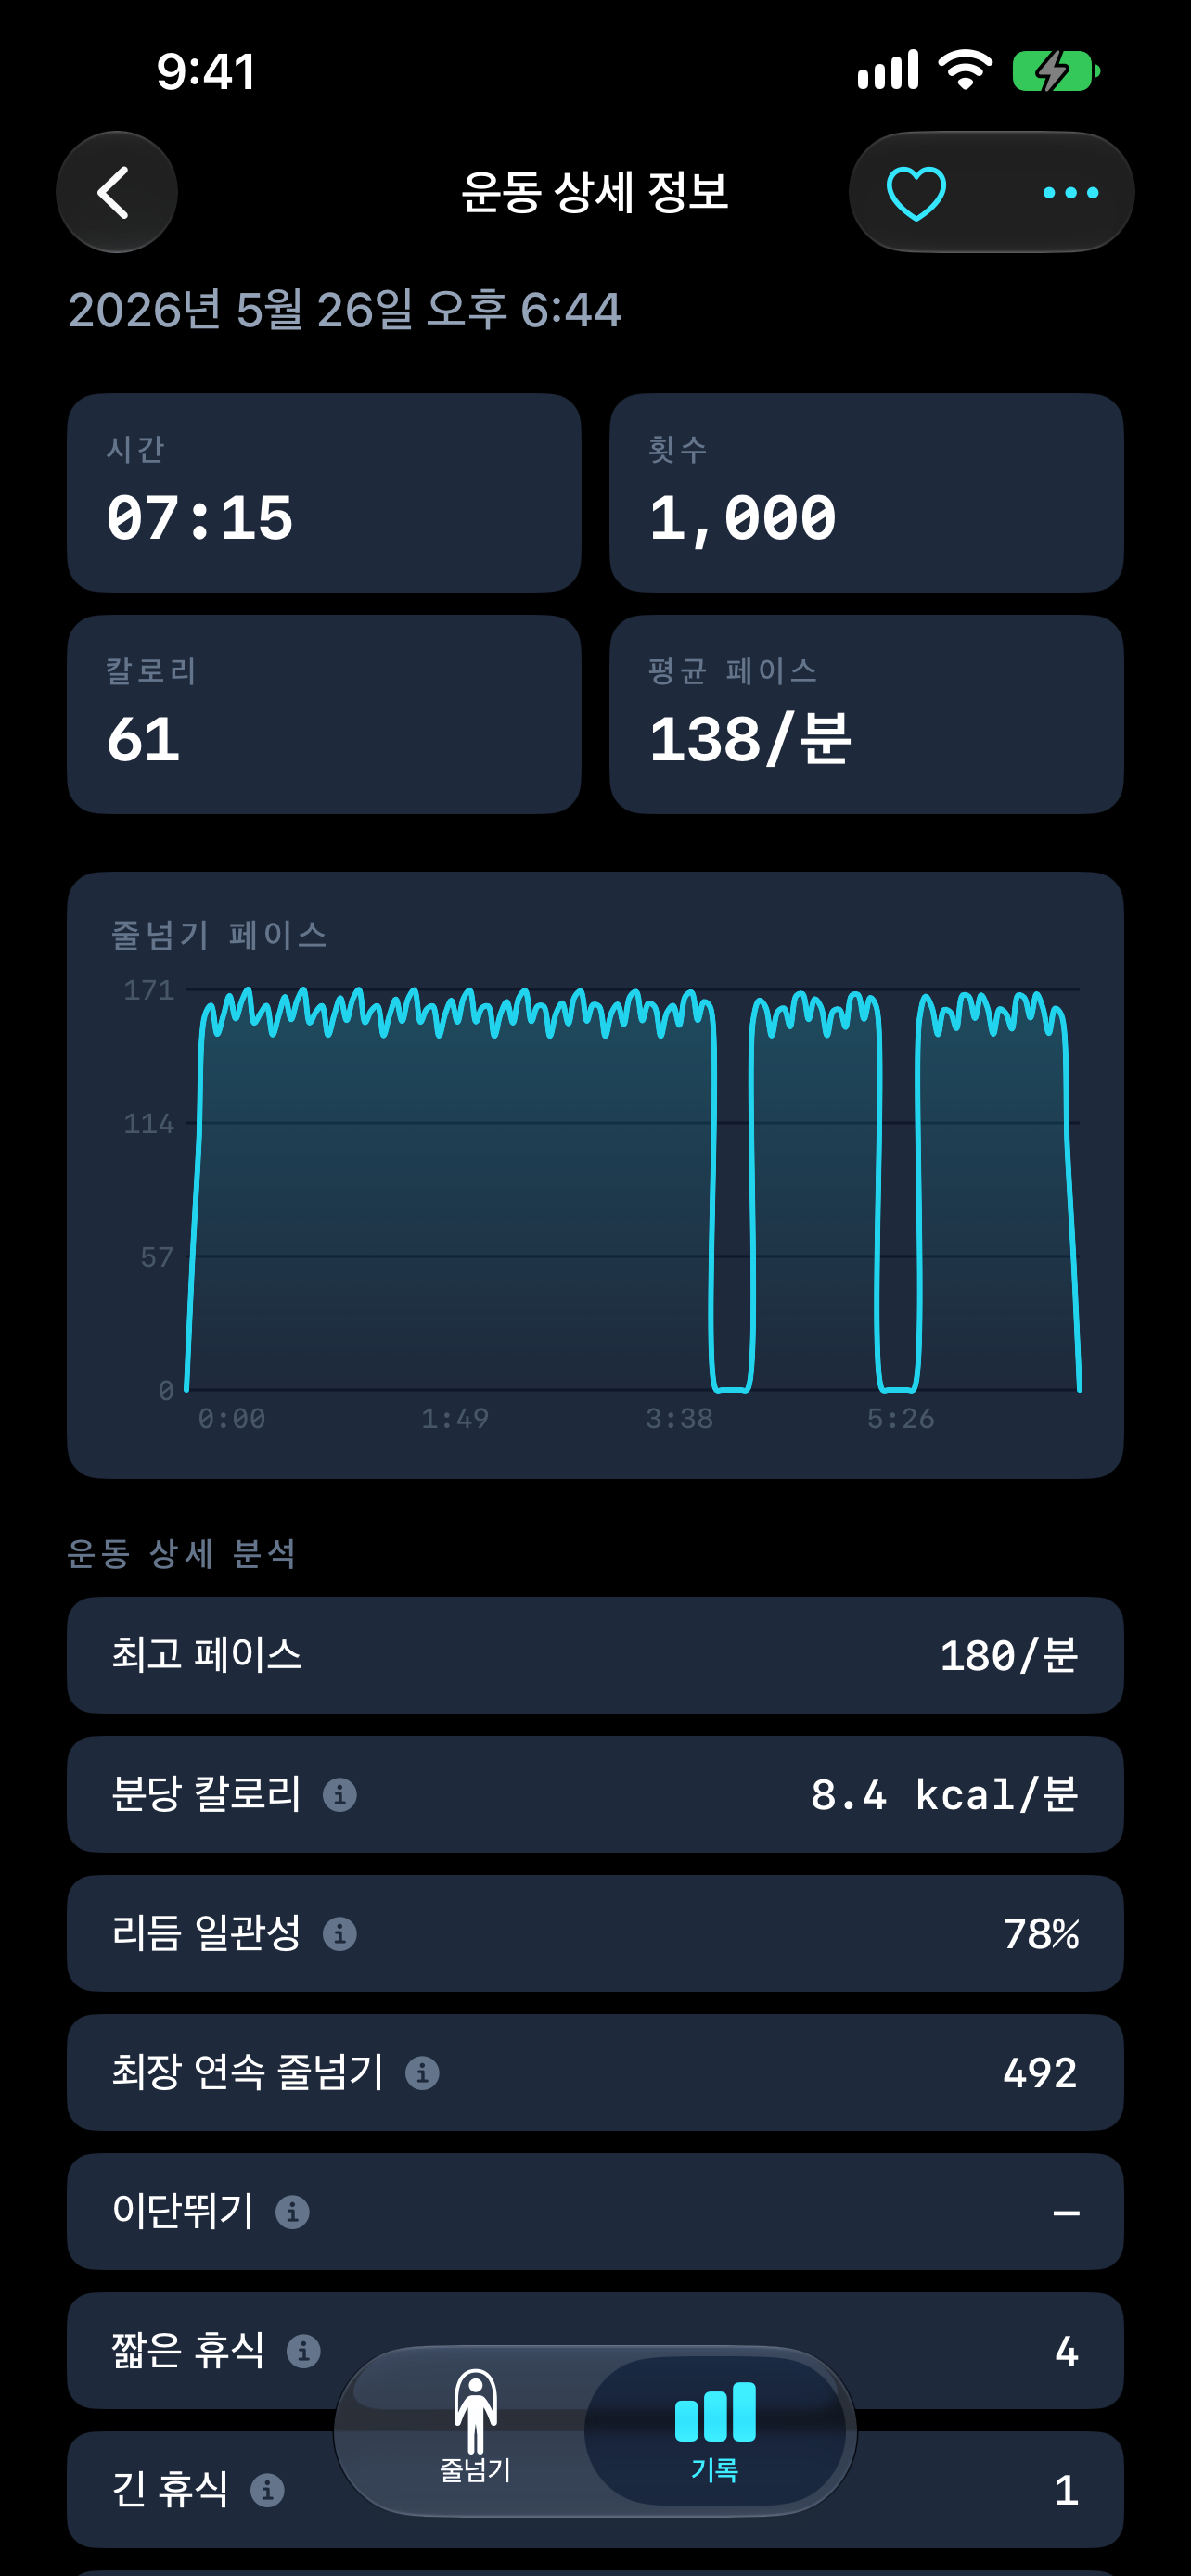 9:41
운동 상세 정보
2026년 5월 26일 오후 6:44
시간
07:15
횟수
1,000
칼로리
61
평균 페이스
138/분
줄넘기 페이스
171
114
57
0
0:00 1:49 3:38 5:26
운동 상세 분석
최고 페이스 180/분
분당 칼로리 8.4 kcal/분
리듬 일관성 78%
최장 연속 줄넘기 492
이단뛰기 —
짧은 휴식 4
긴 휴식 1
줄넘기 기록